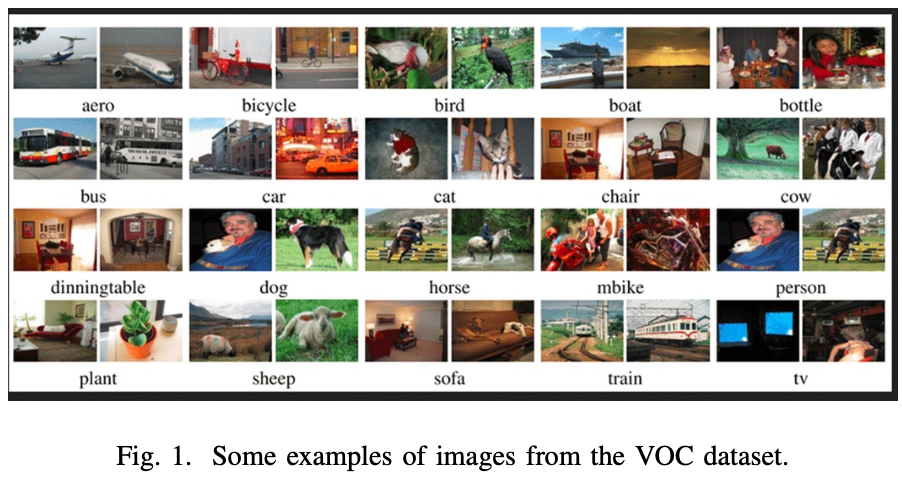 aero bicycle bird boat bottle
bus car cat chair cow
dinningtable dog horse mbike person
plant sheep sofa train tv
Fig. 1. Some examples of images from the VOC dataset.